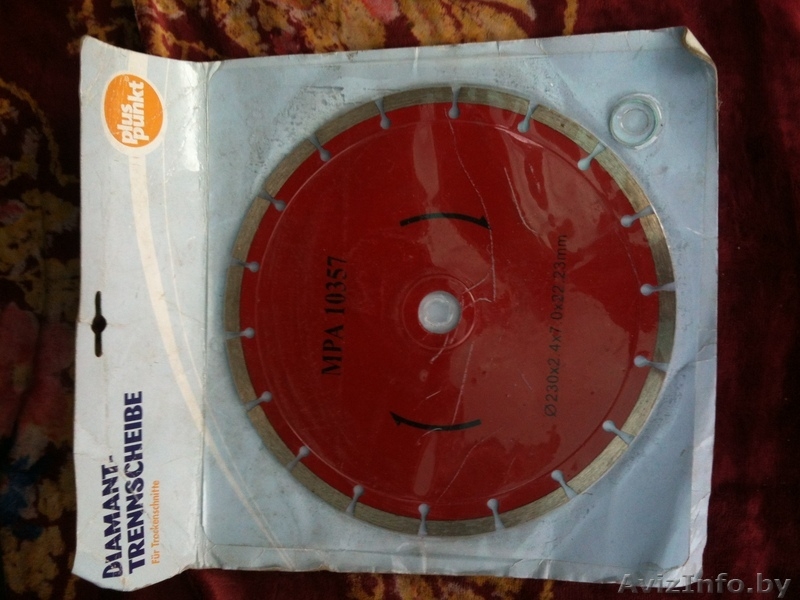 plus
punkt
DIAMANT-
TRENNSCHEIBE
Für Trockenschnitte
MPA 10357
Ø230x2.4x7.0x22.23mm
AvizInfo.by